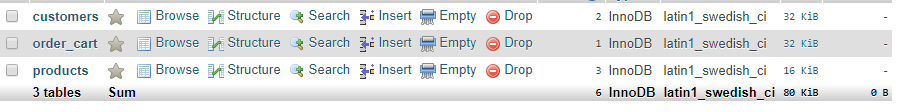 customers Browse Structure Search Insert Empty Drop 2 InnoDB latin1_swedish_ci 32 KiB -
order_cart Browse Structure Search Insert Empty Drop 1 InnoDB latin1_swedish_ci 32 KiB -
products Browse Structure Search Insert Empty Drop 3 InnoDB latin1_swedish_ci 16 KiB -
3 tables Sum 6 InnoDB latin1_swedish_ci 80 KiB 0 B